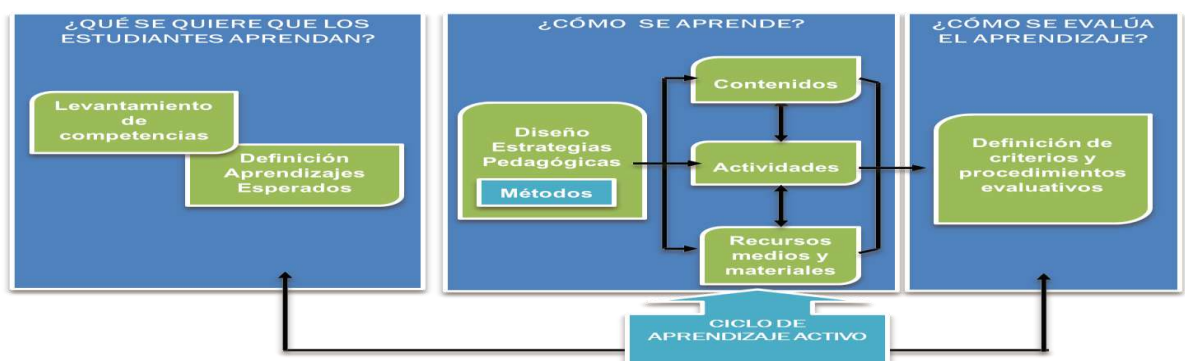 ¿QUÉ SE QUIERE QUE LOS
ESTUDIANTES APRENDAN?
Levantamiento
de
competencias
Definición
Aprendizajes
Esperados
¿CÓMO SE APRENDE?
Diseño
Estrategias
Pedagógicas
Métodos
Contenidos
Actividades
Recursos
medios y
materiales
¿CÓMO SE EVALÚA
EL APRENDIZAJE?
Definición de
criterios y
procedimientos
evaluativos
CICLO DE
APRENDIZAJE ACTIVO